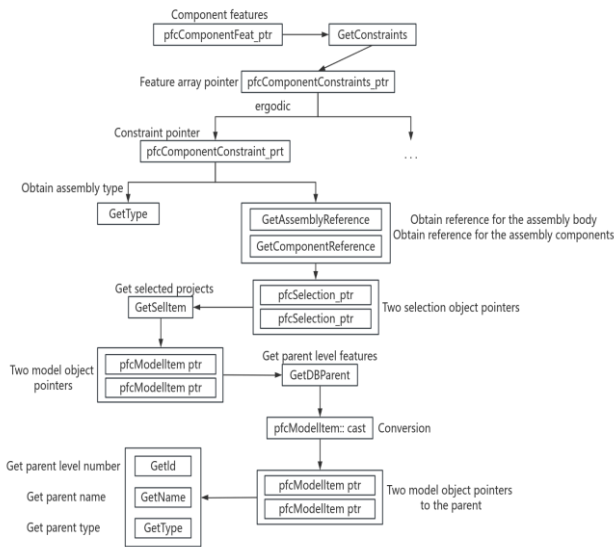 Component features
pfcComponentFeat_ptr
GetConstraints
Feature array pointer
pfcComponentConstraints_ptr
ergodic
Constraint pointer
pfcComponentConstraint_prt
...
Obtain assembly type
GetType
GetAssemblyReference
GetComponentReference
Obtain reference for the assembly body
Obtain reference for the assembly components
Get selected projects
GetSelItem
pfcSelection_ptr
pfcSelection_ptr
Two selection object pointers
Two model object
pointers
pfcModelItem ptr
pfcModelItem ptr
Get parent level features
GetDBParent
pfcModelItem:: cast
Conversion
Get parent level number
GetId
Get parent name
GetName
Get parent type
GetType
pfcModelItem ptr
pfcModelItem ptr
Two model object pointers
to the parent